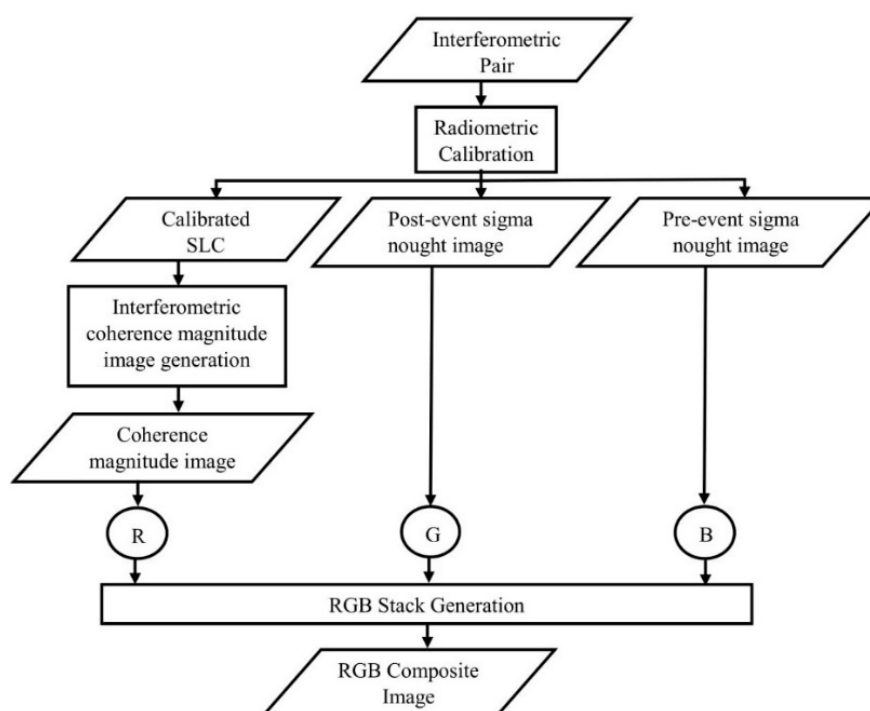 Interferometric
Pair
Radiometric
Calibration
Calibrated
SLC
Post-event sigma
nought image
Pre-event sigma
nought image
Interferometric
coherence magnitude
image generation
Coherence
magnitude image
R
G
B
RGB Stack Generation
RGB Composite
Image